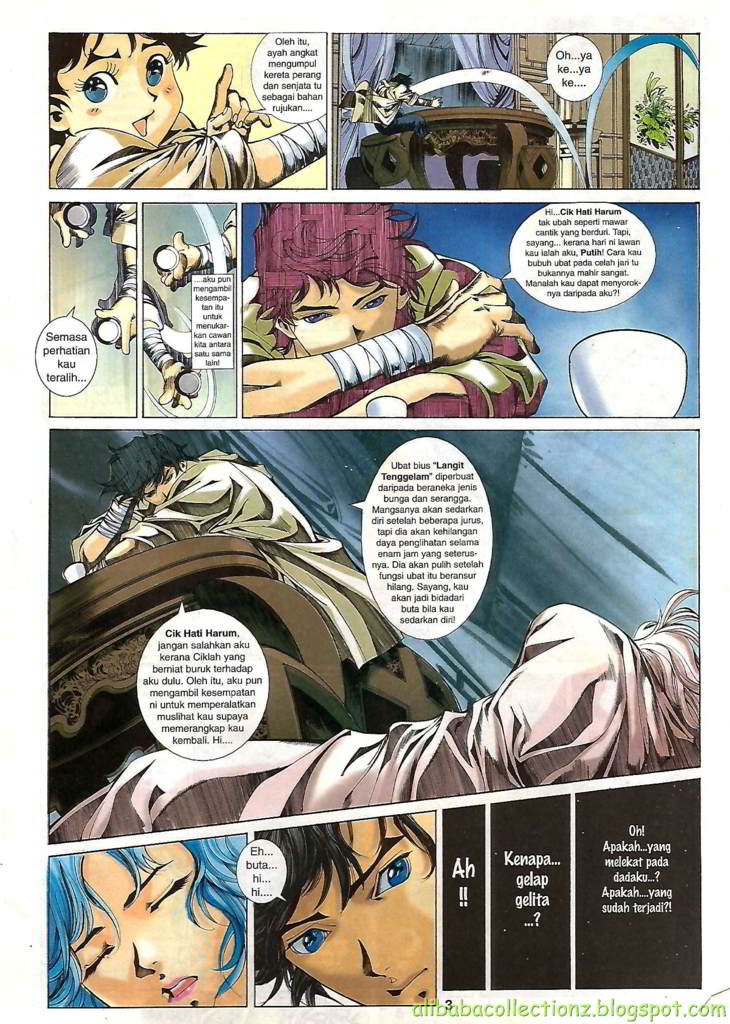 Oleh itu,
ayah angkat
mengumpul
kereta perang
dan senjata tu
sebagai bahan
rujukan....
Oh...ya
ke...ya
ke....
Semasa
perhatian
kau
teralih...
...aku pun
mengambil
kesempa-
tan itu
untuk
menukar-
kan cawan
kita antara
satu sama
lain!
Hi...Cik Hati Harum
tak ubah seperti mawar
cantik yang berduri. Tapi,
sayang... kerana hari ni lawan
kau ialah aku, Putih! Cara kau
bubuh ubat pada celah jari tu
bukannya mahir sangat.
Manalah kau dapat menyorok-
nya daripada aku?!
Ubat bius "Langit
Tenggelam" diperbuat
daripada beraneka jenis
bunga dan serangga.
Mangsanya akan sedarkan
diri setelah beberapa jurus,
tapi dia akan kehilangan
daya penglihatan selama
enam jam yang seterus-
nya. Dia akan pulih setelah
fungsi ubat itu beransur
hilang. Sayang, kau
akan jadi bidadari
buta bila kau
sedarkan diri!
Cik Hati Harum,
jangan salahkan aku
kerana Ciklah yang
berniat buruk terhadap
aku dulu. Oleh itu, aku pun
mengambil kesempatan
ni untuk memperalatkan
muslihat kau supaya
memerangkap kau
kembali. Hi....
Eh...
buta...
hi...
hi....
Ah
!!
Kenapa...
gelap
gelita
...?
Oh!
Apakah...yang
melekat pada
dadaku...?
Apakah....yang
sudah terjadi?!
3
alibabacollectionz.blogspot.com